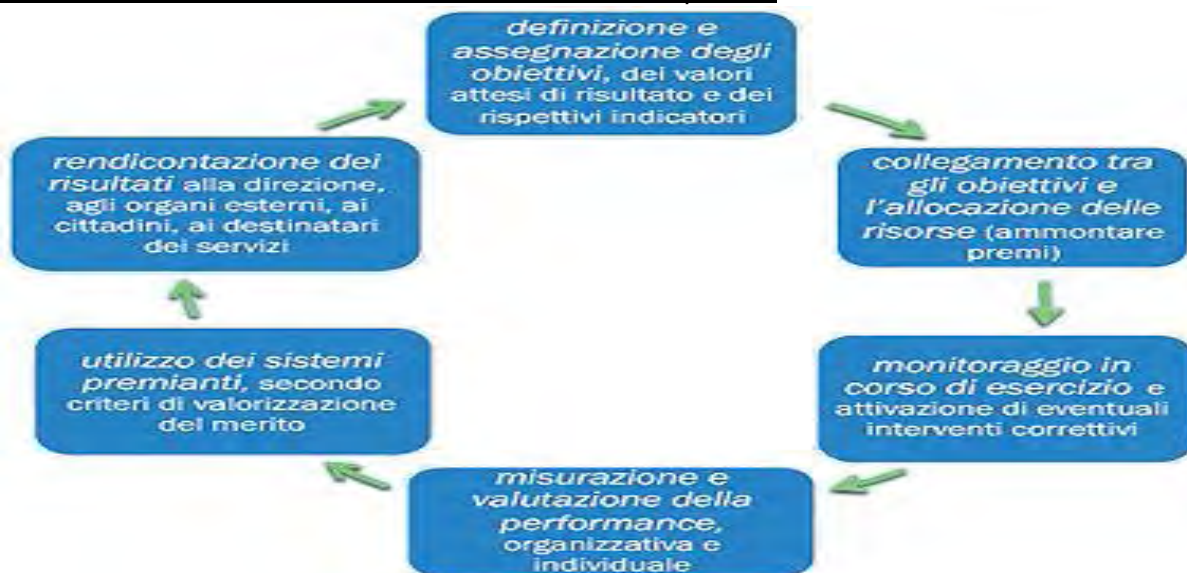 definizione e
assegnazione degli
obiettivi, dei valori
attesi di risultato e dei
rispettivi indicatori
collegamento tra
gli obiettivi e
l'allocazione delle
risorse (ammontare
premi)
monitoraggio in
corso di esercizio e
attivazione di eventuali
interventi correttivi
misurazione e
valutazione della
performance,
organizzativa e
individuale
utilizzo dei sistemi
premianti, secondo
criteri di valorizzazione
del merito
rendicontazione dei
risultati alla direzione,
agli organi esterni, ai
cittadini, ai destinatari
dei servizi